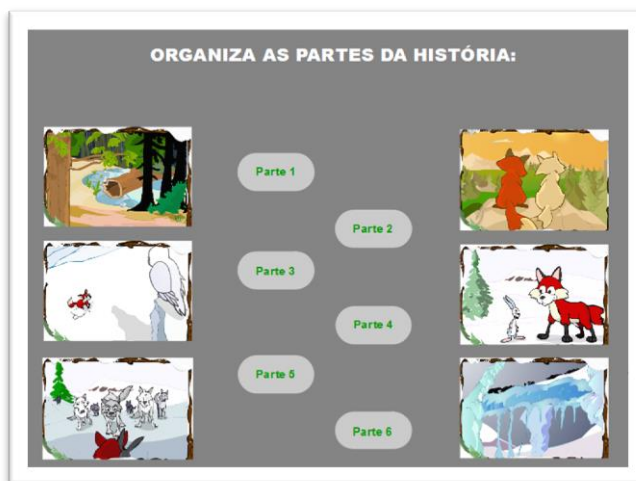 ORGANIZA AS PARTES DA HISTÓRIA:
Parte 1
Parte 2
Parte 3
Parte 4
Parte 5
Parte 6